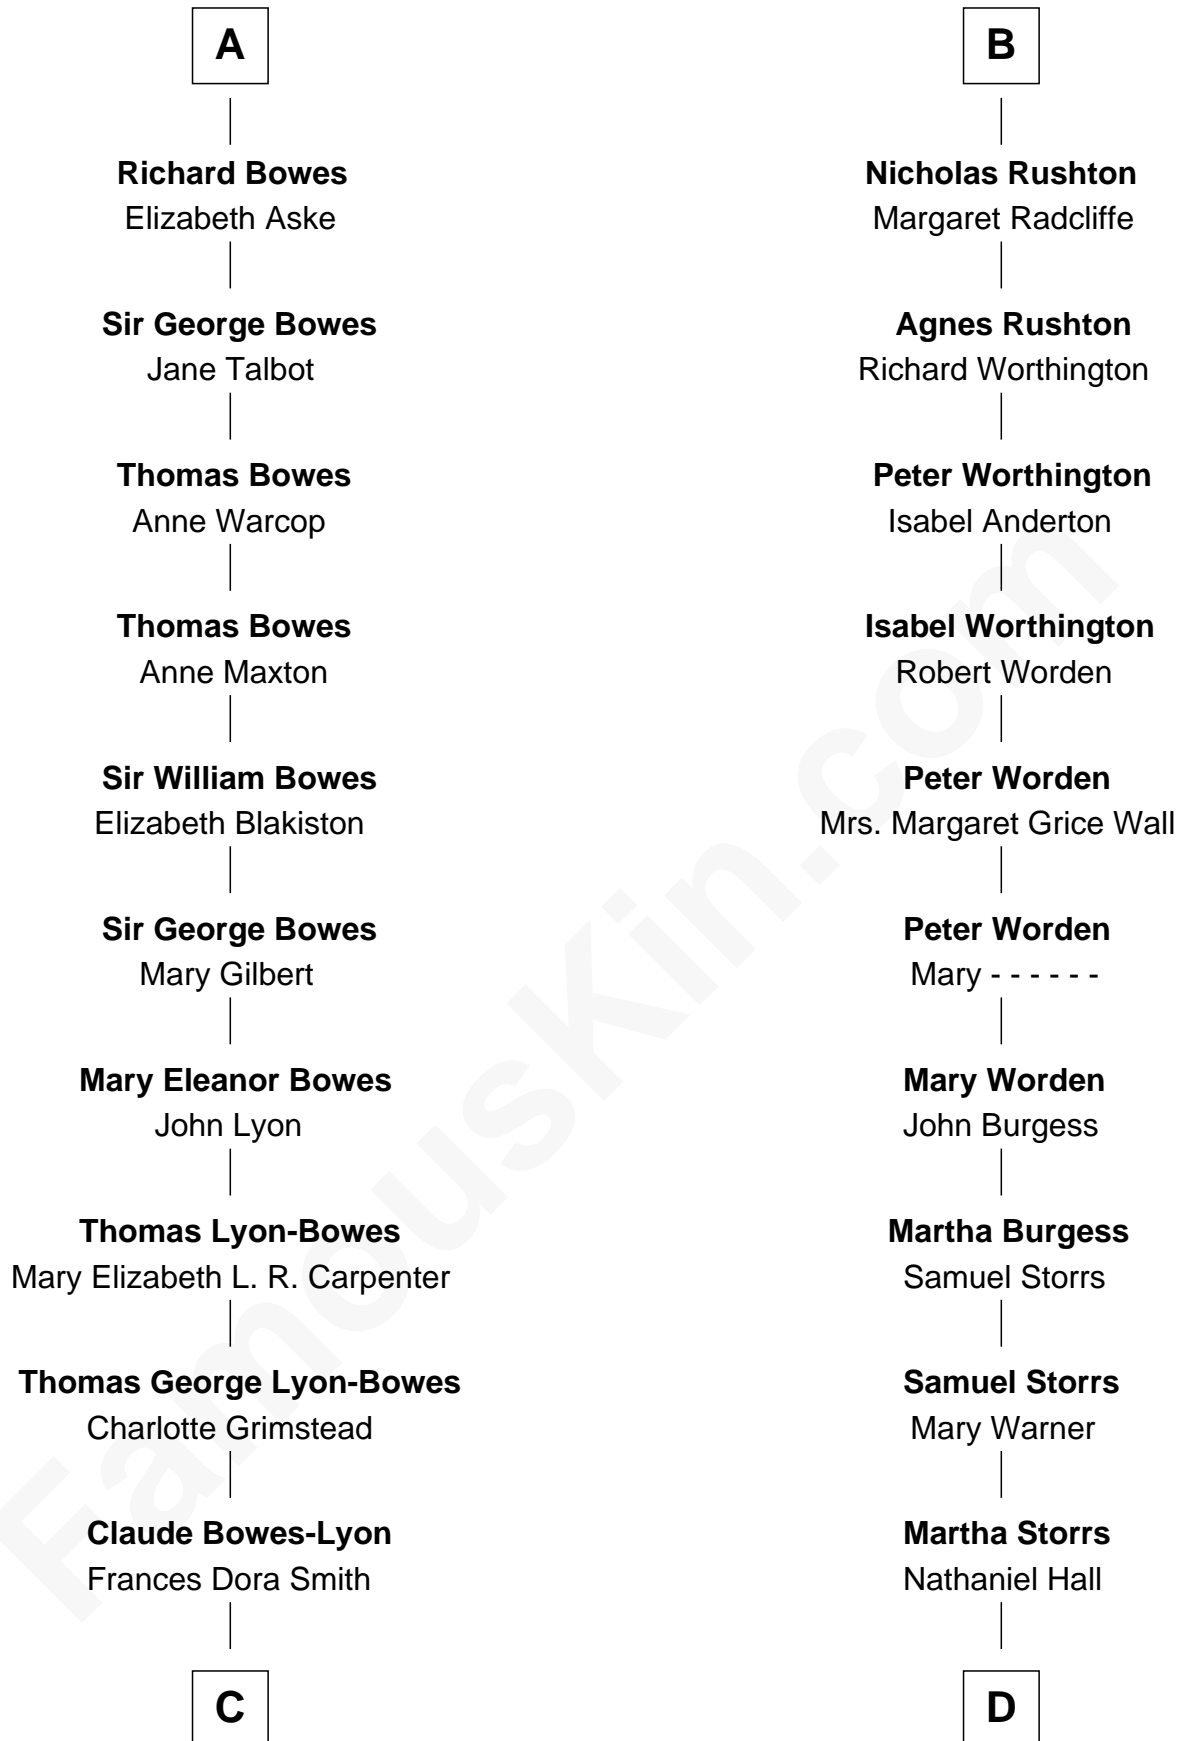 A
Richard Bowes
Elizabeth Aske
Sir George Bowes
Jane Talbot
Thomas Bowes
Anne Warcop
Thomas Bowes
Anne Maxton
Sir William Bowes
Elizabeth Blakiston
Sir George Bowes
Mary Gilbert
Mary Eleanor Bowes
John Lyon
Thomas Lyon-Bowes
Mary Elizabeth L. R. Carpenter
Thomas George Lyon-Bowes
Charlotte Grimstead
Claude Bowes-Lyon
Frances Dora Smith
C
B
Nicholas Rushton
Margaret Radcliffe
Agnes Rushton
Richard Worthington
Peter Worthington
Isabel Anderton
Isabel Worthington
Robert Worden
Peter Worden
Mrs. Margaret Grice Wall
Peter Worden
Mary - - - - - -
Mary Worden
John Burgess
Martha Burgess
Samuel Storrs
Samuel Storrs
Mary Warner
Martha Storrs
Nathaniel Hall
D
FamousKin.com